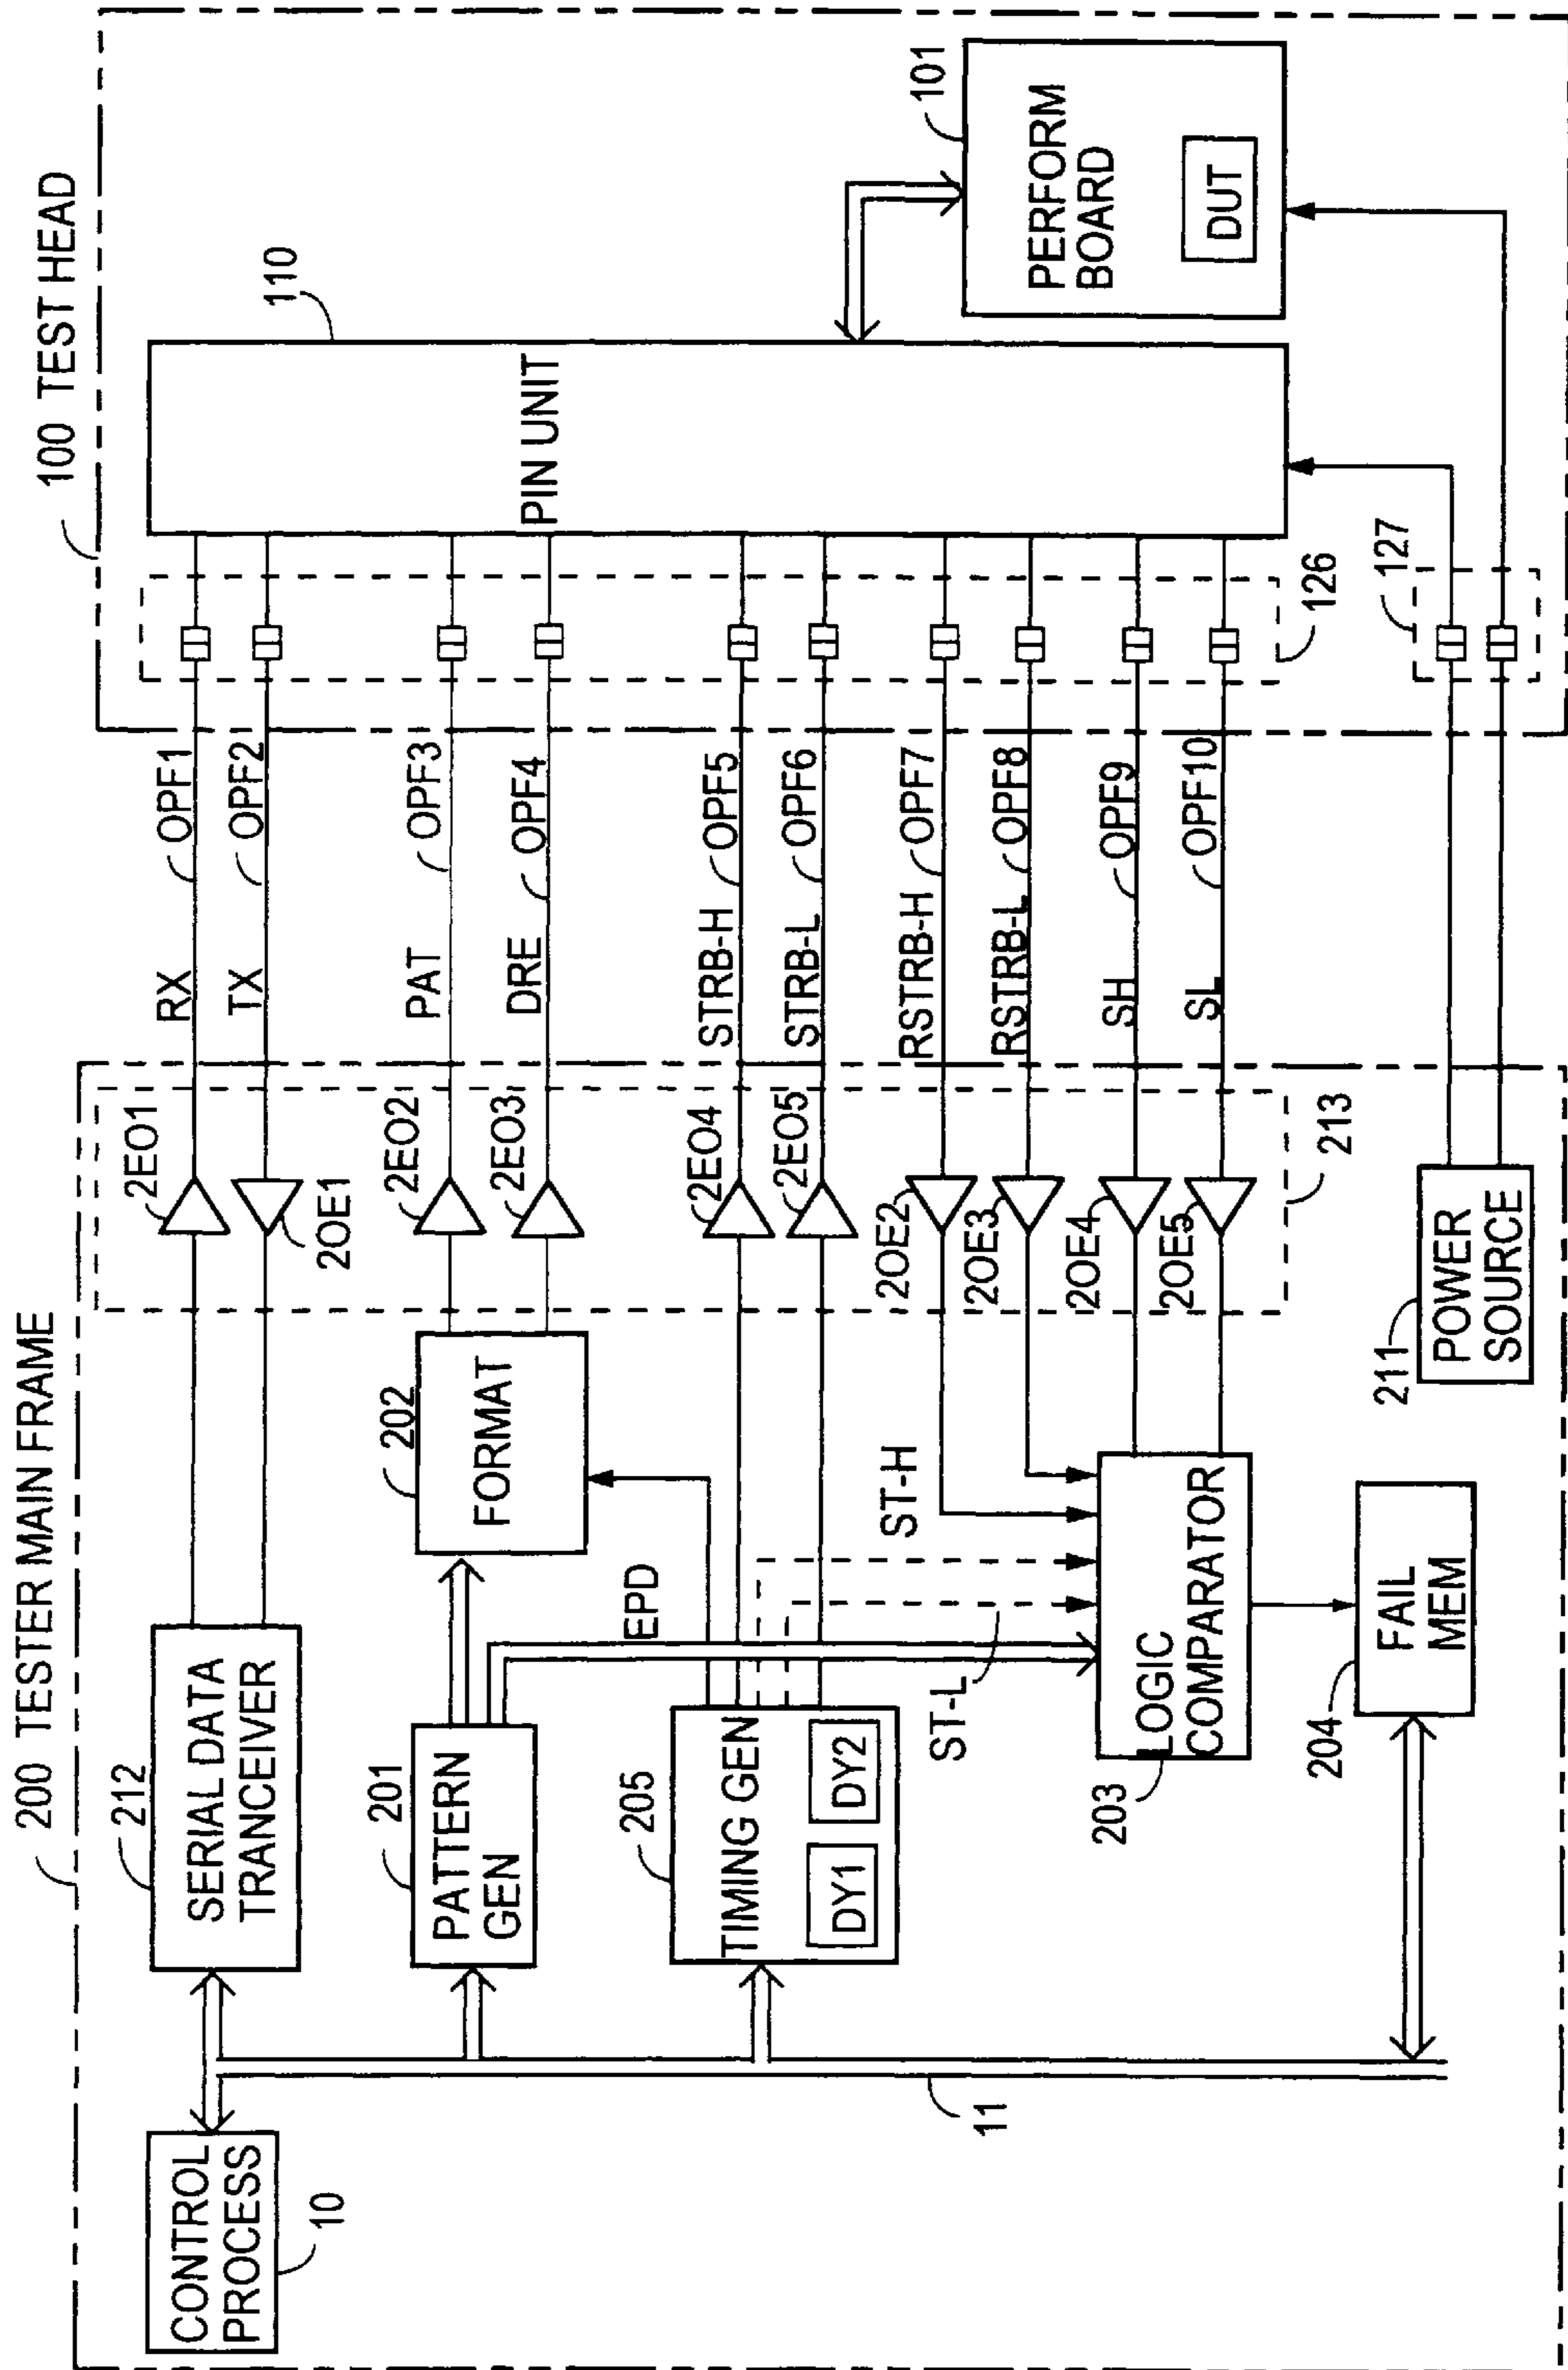 200 TESTER MAIN FRAME
100 TEST HEAD
CONTROL
PROCESS
10
11
212
SERIAL DATA
TRANCEIVER
201
PATTERN
GEN
205
TIMING GEN
DY1
DY2
202
FORMAT
EPD
ST-H
ST-L
LOGIC
COMPARATOR
203
FAIL
MEM
204
211
POWER
SOURCE
213
2EO1
2OE1
2EO2
2EO3
2EO4
2EO5
2OE2
2OE3
2OE4
2OE5
RX
OPF1
TX
OPF2
PAT
OPF3
DRE
OPF4
STRB-H
OPF5
STRB-L
OPF6
RSTRB-H
OPF7
RSTRB-L
OPF8
SH
OPF9
SL
OPF10
126
127
110
PIN UNIT
101
PERFORM
BOARD
DUT